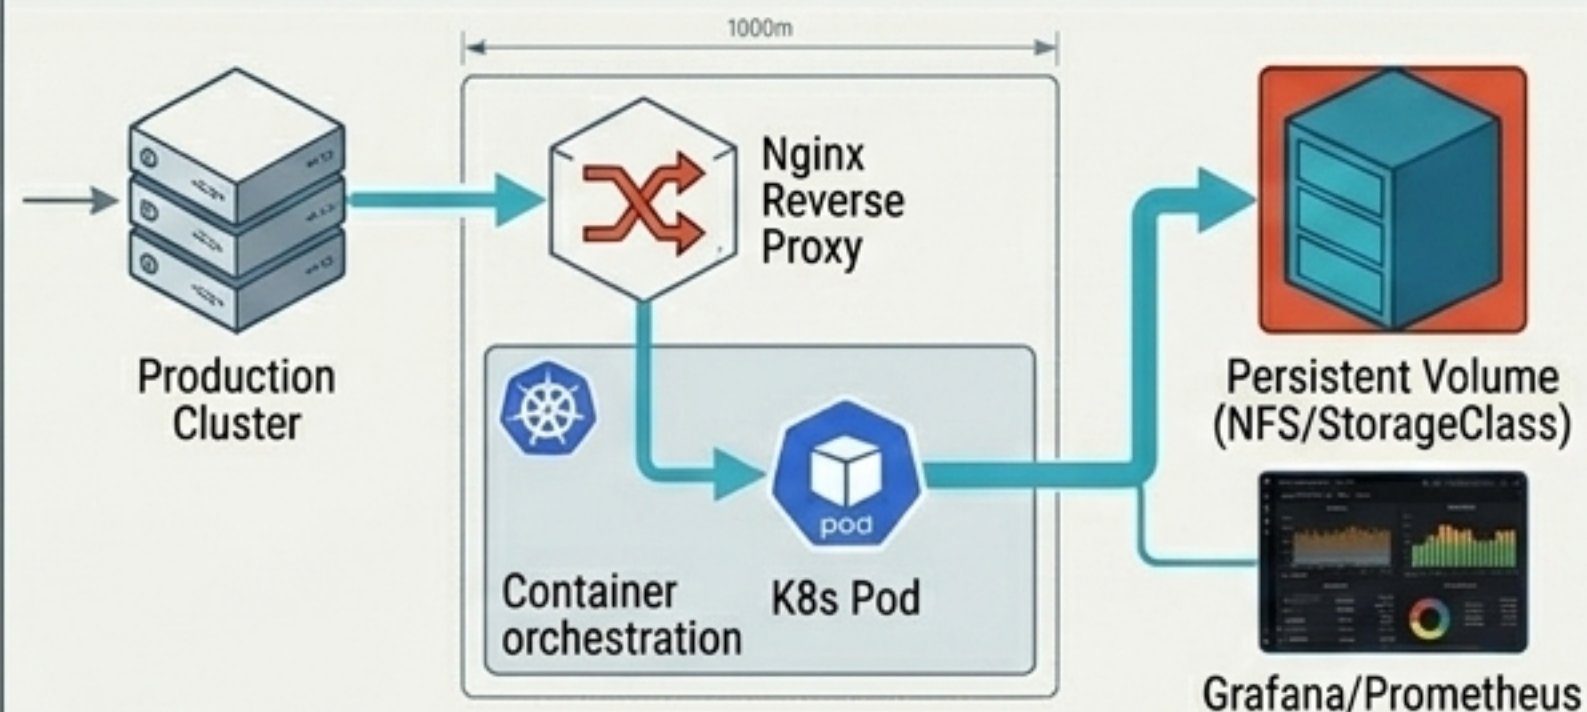 1000m
Production
Cluster
Nginx
Reverse
Proxy
pod
Container
orchestration
K8s Pod
Persistent Volume
(NFS/StorageClass)
Grafana/Prometheus